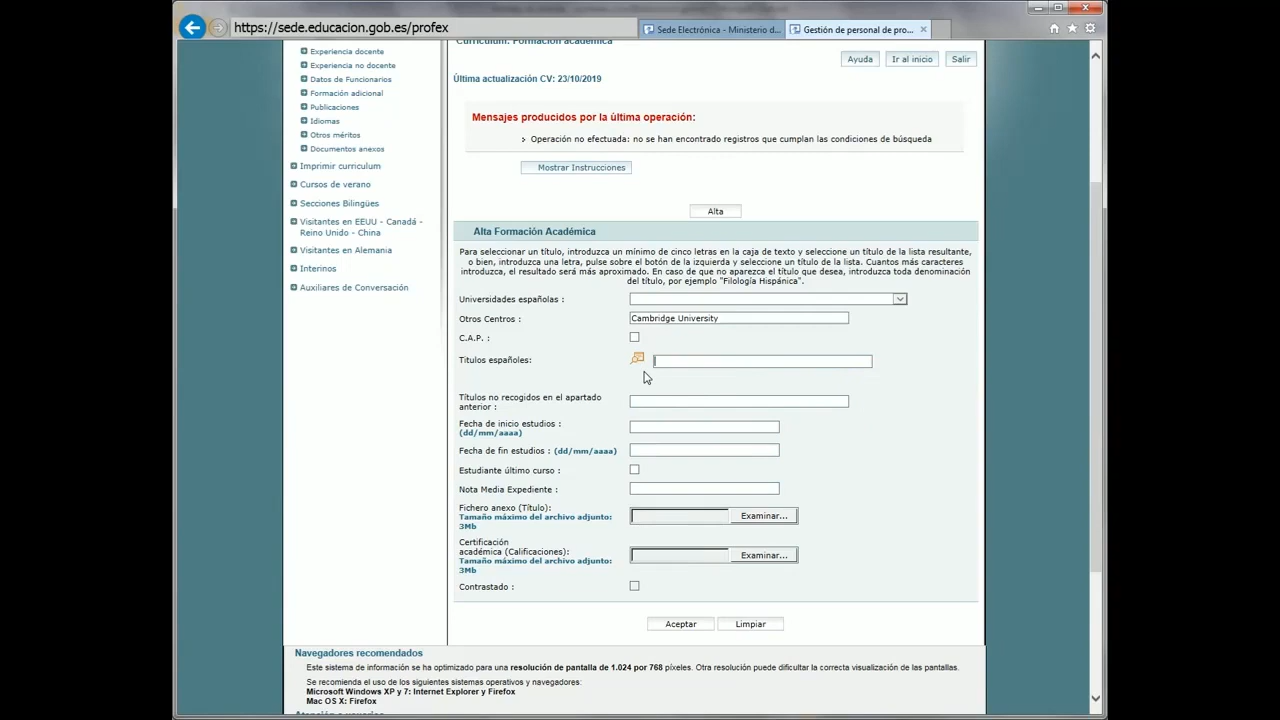 https://sede.educacion.gob.es/profex
Sede Electrónica - Ministerio d...
Gestión de personal de pro...
Experiencia docente
Experiencia no docente
Datos de Funcionarios
Formación adicional
Publicaciones
Idiomas
Otros méritos
Documentos anexos
Imprimir curriculum
Cursos de verano
Secciones Bilingües
Visitantes en EEUU - Canadá -
Reino Unido - China
Visitantes en Alemania
Interinos
Auxiliares de Conversación
Curriculum: Formación académica
Ayuda
Ir al inicio
Salir
Última actualización CV: 23/10/2019
Mensajes producidos por la última operación:
Operación no efectuada: no se han encontrado registros que cumplan las condiciones de búsqueda
Mostrar Instrucciones
Alta
Alta Formación Académica
Para seleccionar un título, introduzca un mínimo de cinco letras en la caja de texto y seleccione un título de la lista resultante,
o bien, introduzca una letra, pulse sobre el botón de la izquierda y seleccione un título de la lista. Cuantos más caracteres
introduzca, el resultado será más aproximado. En caso de que no aparezca el título que desea, introduzca toda denominación
del título, por ejemplo "Filología Hispánica".
Universidades españolas :
Otros Centros :
Cambridge University
C.A.P. :
Titulos españoles:
Títulos no recogidos en el apartado
anterior :
Fecha de inicio estudios :
(dd/mm/aaaa)
Fecha de fin estudios : (dd/mm/aaaa)
Estudiante último curso :
Nota Media Expediente :
Fichero anexo (Título):
Tamaño máximo del archivo adjunto:
3Mb
Examinar...
Certificación
académica (Calificaciones):
Tamaño máximo del archivo adjunto:
3Mb
Examinar...
Contrastado :
Aceptar
Limpiar
Navegadores recomendados
Este sistema de información se ha optimizado para una resolución de pantalla de 1.024 por 768 píxeles. Otra resolución puede dificultar la correcta visualización de las pantallas.
Se recomienda el uso de los siguientes sistemas operativos y navegadores:
Microsoft Windows XP y 7: Internet Explorer y Firefox
Mac OS X: Firefox